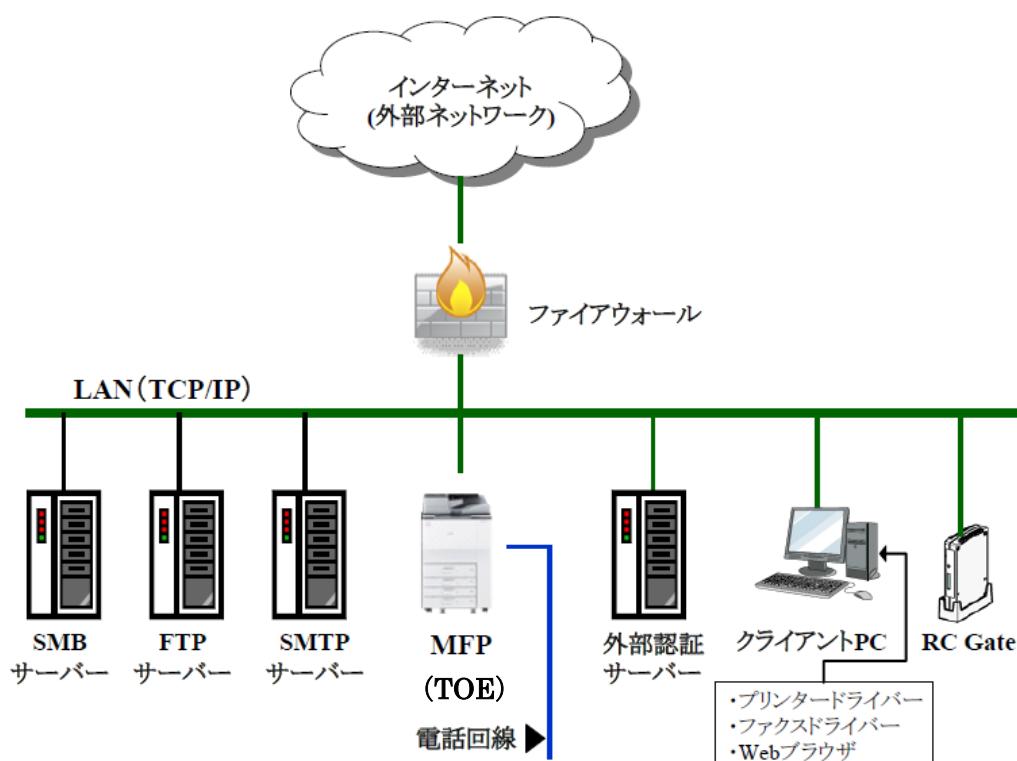 インターネット
(外部ネットワーク)
ファイアウォール
LAN(TCP/IP)
SMB
サーバー
FTP
サーバー
SMTP
サーバー
MFP
(TOE)
電話回線
外部認証
サーバー
クライアントPC
RC Gate
・プリンタードライバー
・ファクスドライバー
・Webブラウザ